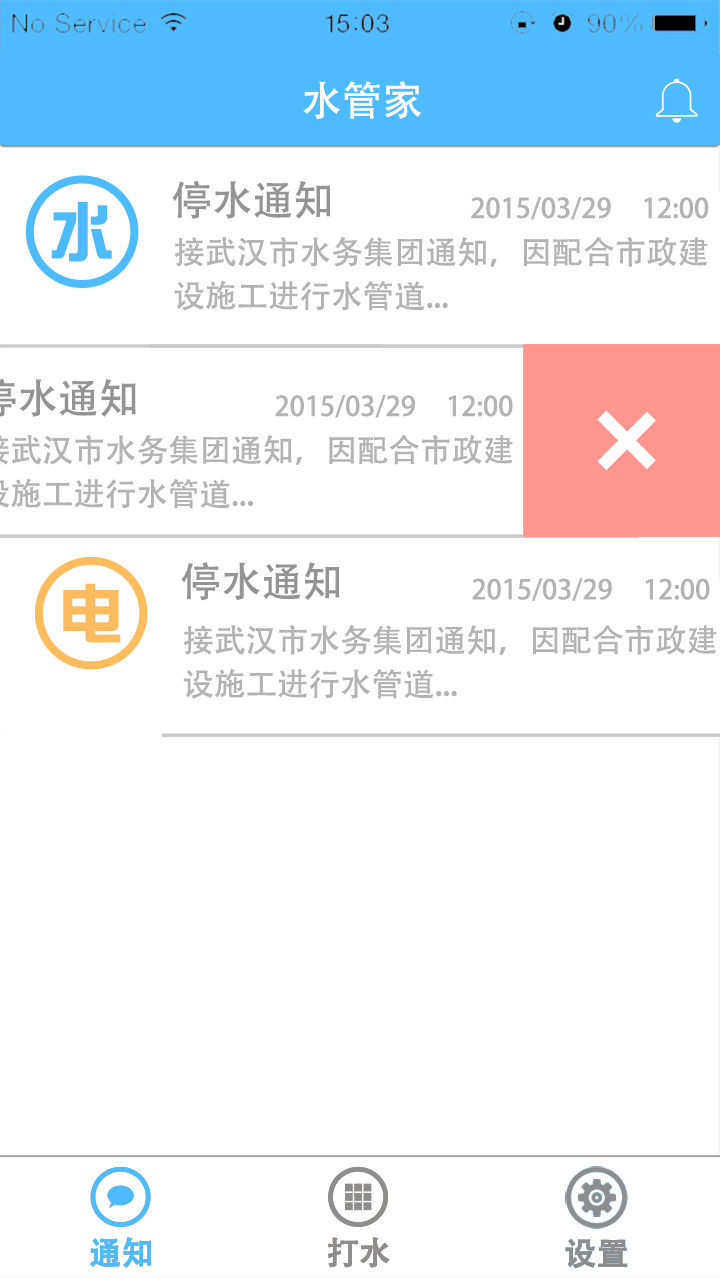 No Service 15:03 90%
水管家
水
停水通知 2015/03/29 12:00
接武汉市水务集团通知，因配合市政建
设施工进行水管道...
停水通知 2015/03/29 12:00
接武汉市水务集团通知，因配合市政建
设施工进行水管道...
电
停水通知 2015/03/29 12:00
接武汉市水务集团通知，因配合市政建
设施工进行水管道...
通知 打水 设置